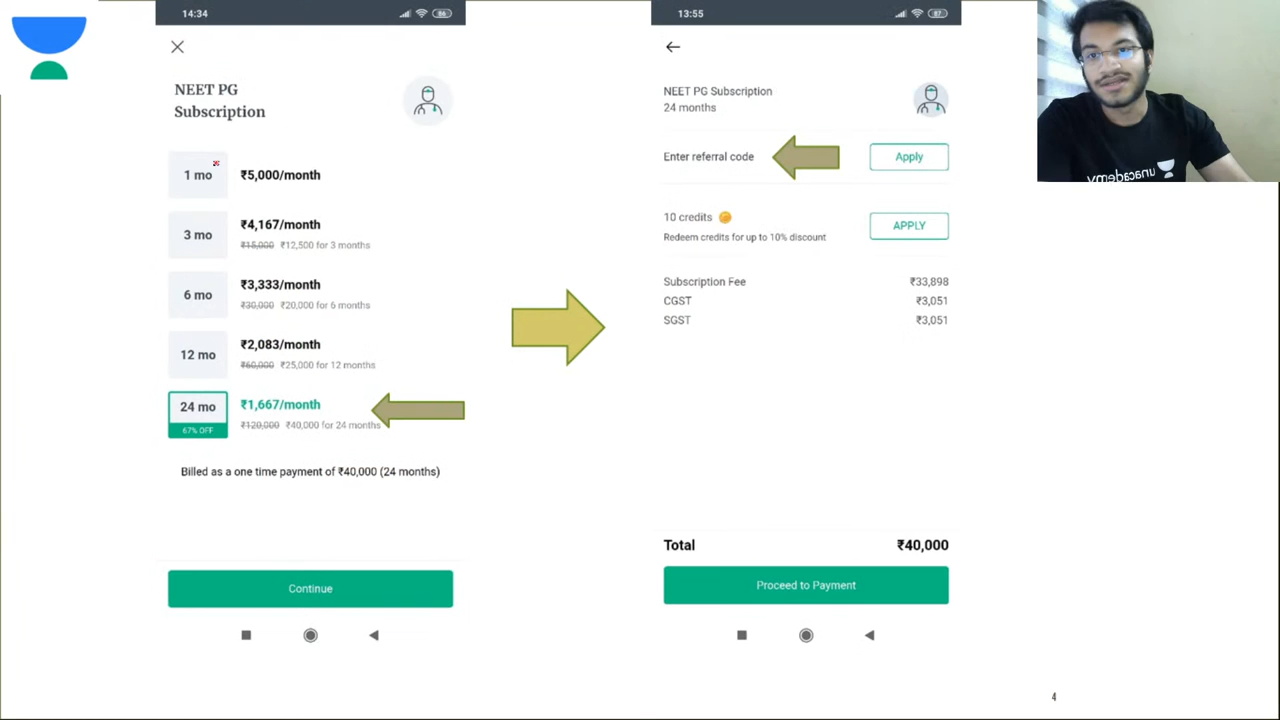 14:34
86
NEET PG
Subscription
1 mo
₹5,000/month
3 mo
₹4,167/month
₹15,000 ₹12,500 for 3 months
6 mo
₹3,333/month
₹30,000 ₹20,000 for 6 months
12 mo
₹2,083/month
₹60,000 ₹25,000 for 12 months
24 mo
67% OFF
₹1,667/month
₹120,000 ₹40,000 for 24 months
Billed as a one time payment of ₹40,000 (24 months)
Continue
13:55
87
NEET PG Subscription
24 months
Enter referral code
Apply
10 credits
Redeem credits for up to 10% discount
APPLY
Subscription Fee ₹33,898
CGST ₹3,051
SGST ₹3,051
Total ₹40,000
Proceed to Payment
unacademy
4